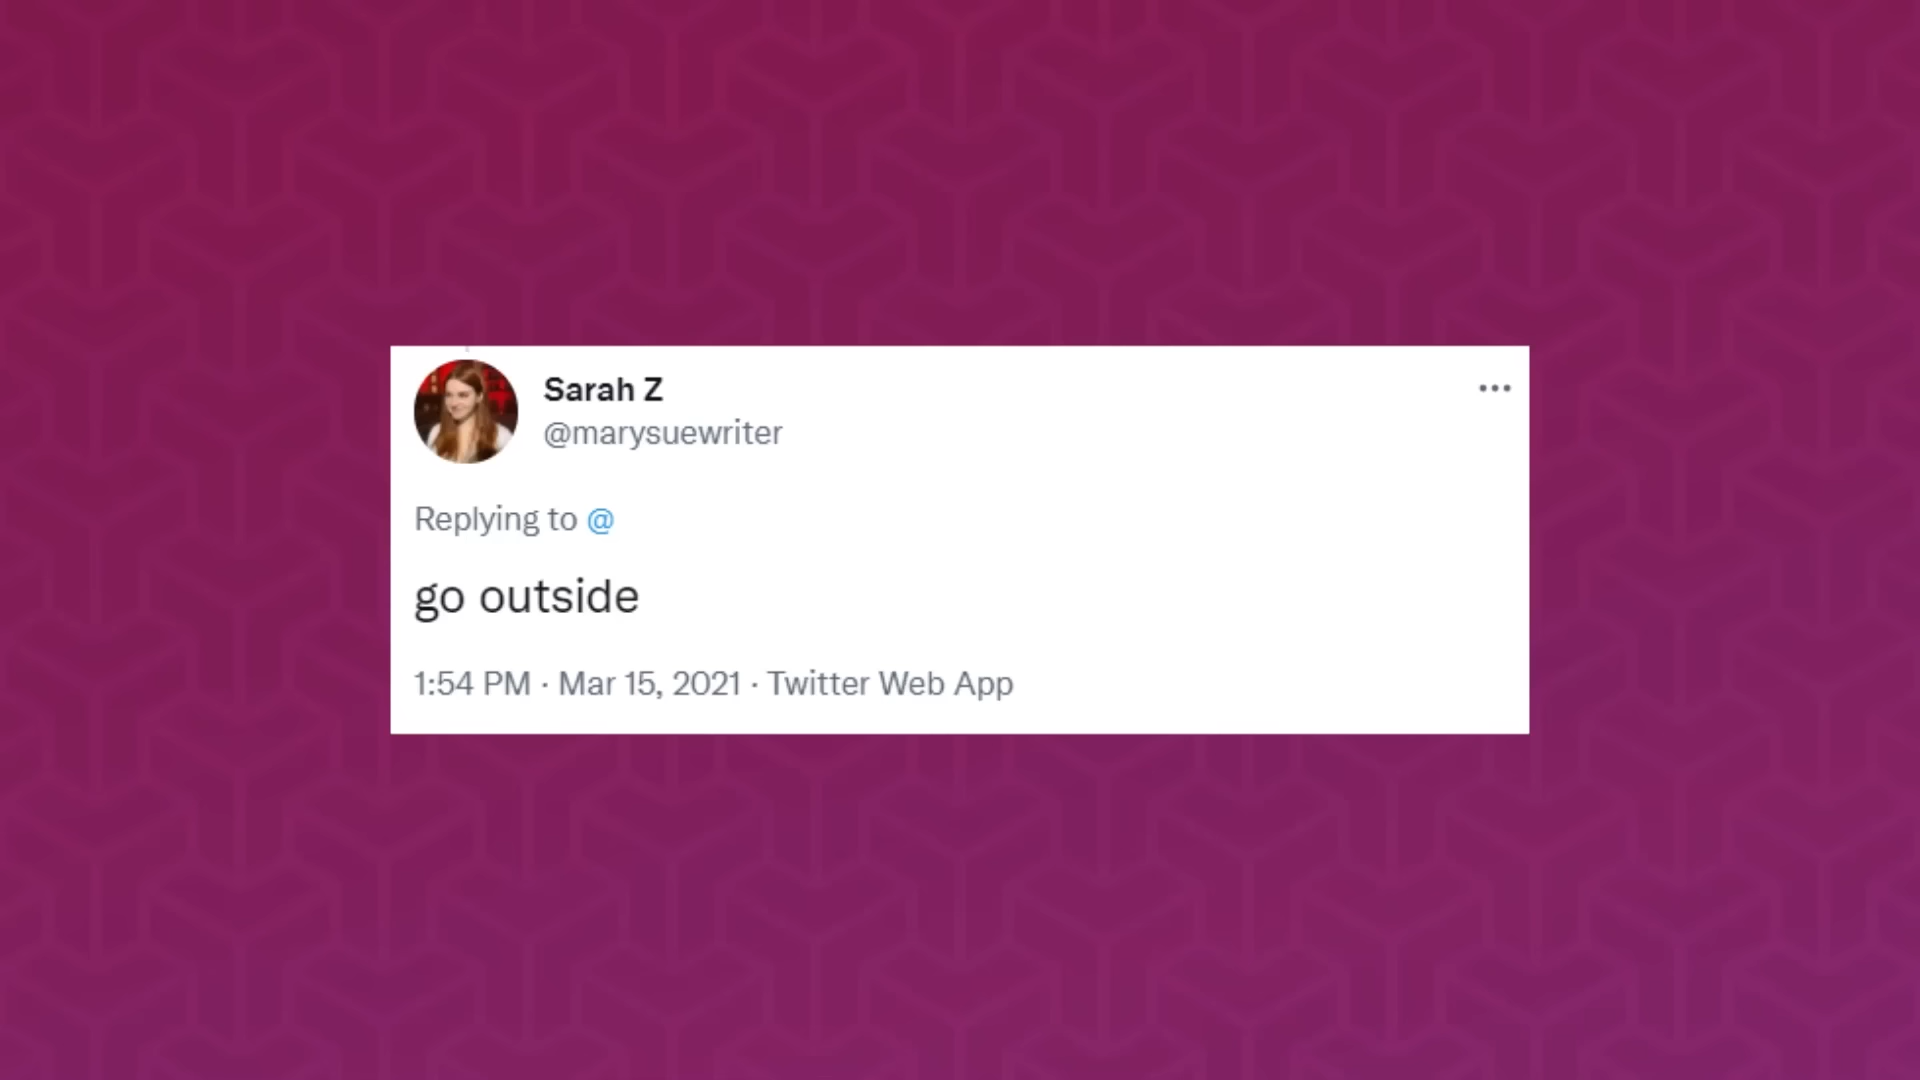 Sarah Z
@marysuewriter
Replying to @
go outside
1:54 PM · Mar 15, 2021 · Twitter Web App